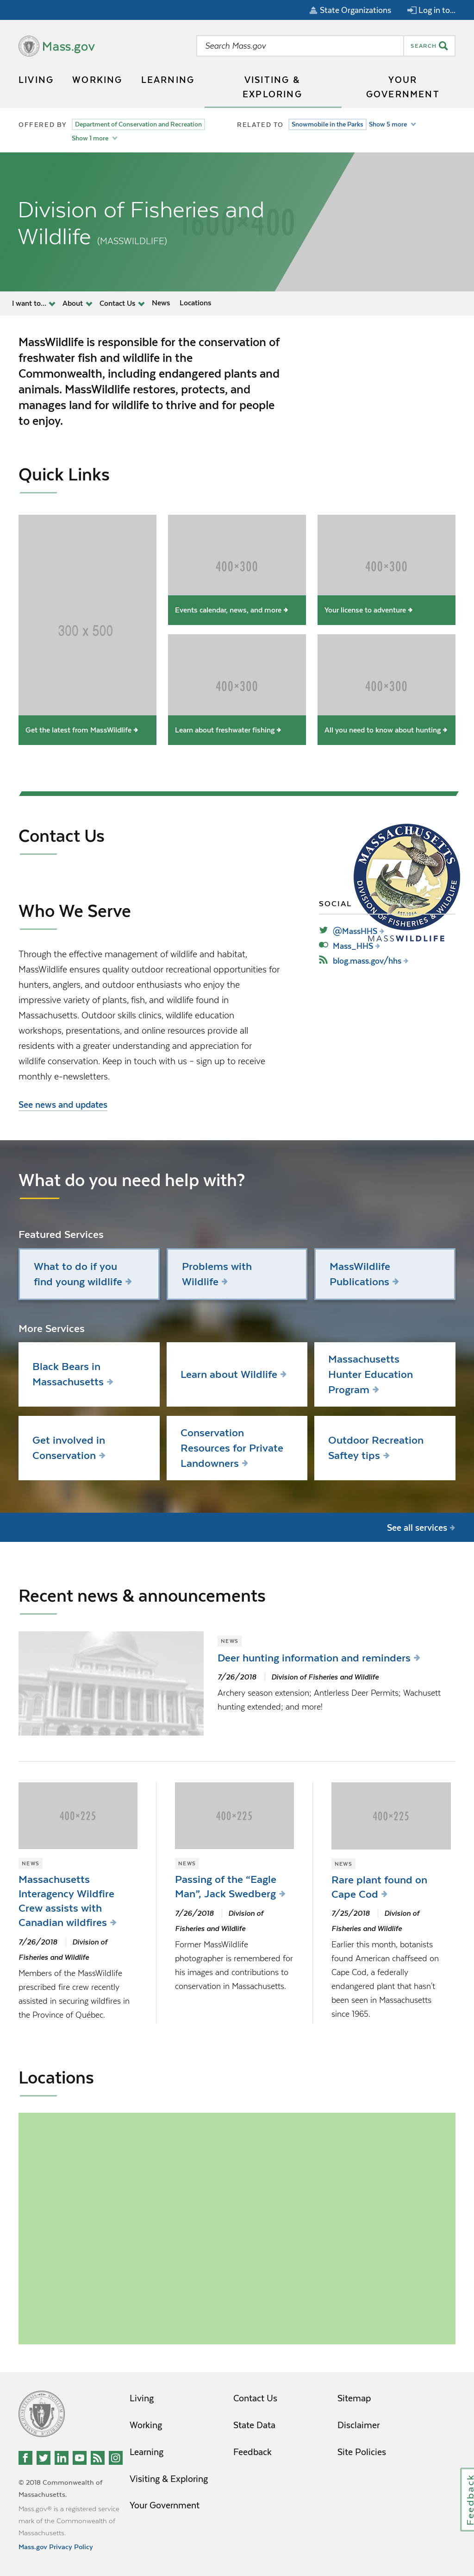 State Organizations
Log in to...
Mass.gov
Search Mass.gov
SEARCH
LIVING
WORKING
LEARNING
VISITING &
EXPLORING
YOUR
GOVERNMENT
OFFERED BY
Department of Conservation and Recreation
Show 1 more
RELATED TO
Snowmobile in the Parks
Show 5 more
1600×400
Division of Fisheries and
Wildlife (MASSWILDLIFE)
I want to...
About
Contact Us
News
Locations
MassWildlife is responsible for the conservation of
freshwater fish and wildlife in the
Commonwealth, including endangered plants and
animals. MassWildlife restores, protects, and
manages land for wildlife to thrive and for people
to enjoy.
Quick Links
300 x 500
Get the latest from MassWildlife
400×300
Events calendar, news, and more
400×300
Your license to adventure
400×300
Learn about freshwater fishing
400×300
All you need to know about hunting
Contact Us
MASSACHUSETTS
DIVISION OF FISHERIES & WILDLIFE
MASSWILDLIFE
Who We Serve
Through the effective management of wildlife and habitat,
MassWildlife ensures quality outdoor recreational opportunities for
hunters, anglers, and outdoor enthusiasts who enjoy the
impressive variety of plants, fish, and wildlife found in
Massachusetts. Outdoor skills clinics, wildlife education
workshops, presentations, and online resources provide all
residents with a greater understanding and appreciation for
wildlife conservation. Keep in touch with us - sign up to receive
monthly e-newsletters.
See news and updates
SOCIAL
@MassHHS
Mass_HHS
blog.mass.gov/hhs
What do you need help with?
Featured Services
What to do if you
find young wildlife
Problems with
Wildlife
MassWildlife
Publications
More Services
Black Bears in
Massachusetts
Learn about Wildlife
Massachusetts
Hunter Education
Program
Get involved in
Conservation
Conservation
Resources for Private
Landowners
Outdoor Recreation
Saftey tips
See all services
Recent news & announcements
NEWS
Deer hunting information and reminders
7/26/2018
Division of Fisheries and Wildlife
Archery season extension; Antlerless Deer Permits; Wachusett
hunting extended; and more!
400×225
NEWS
Massachusetts
Interagency Wildfire
Crew assists with
Canadian wildfires
7/26/2018
Division of
Fisheries and Wildlife
Members of the MassWildlife
prescribed fire crew recently
assisted in securing wildfires in
the Province of Québec.
400×225
NEWS
Passing of the “Eagle
Man”, Jack Swedberg
7/26/2018
Division of
Fisheries and Wildlife
Former MassWildlife
photographer is remembered for
his images and contributions to
conservation in Massachusetts.
400×225
NEWS
Rare plant found on
Cape Cod
7/25/2018
Division of
Fisheries and Wildlife
Earlier this month, botanists
found American chaffseed on
Cape Cod, a federally
endangered plant that hasn't
been seen in Massachusetts
since 1965.
Locations
Living
Working
Learning
Visiting & Exploring
Your Government
Contact Us
State Data
Feedback
Sitemap
Disclaimer
Site Policies
© 2018 Commonwealth of
Massachusetts.
Mass.gov® is a registered service
mark of the Commonwealth of
Massachusetts.
Mass.gov Privacy Policy
Feedback